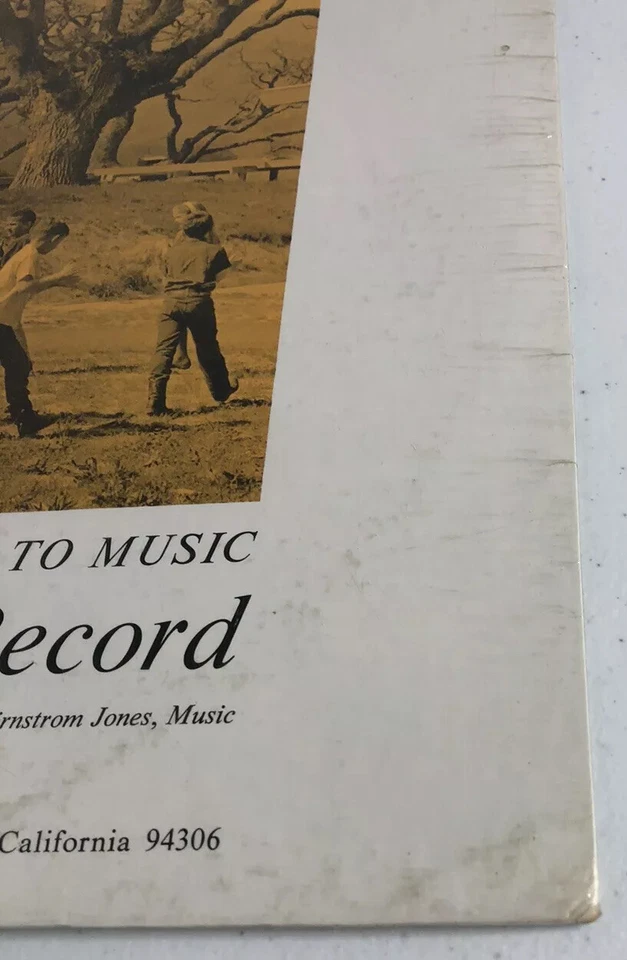 TO MUSIC
Record
rnstrom Jones, Music
California 94306